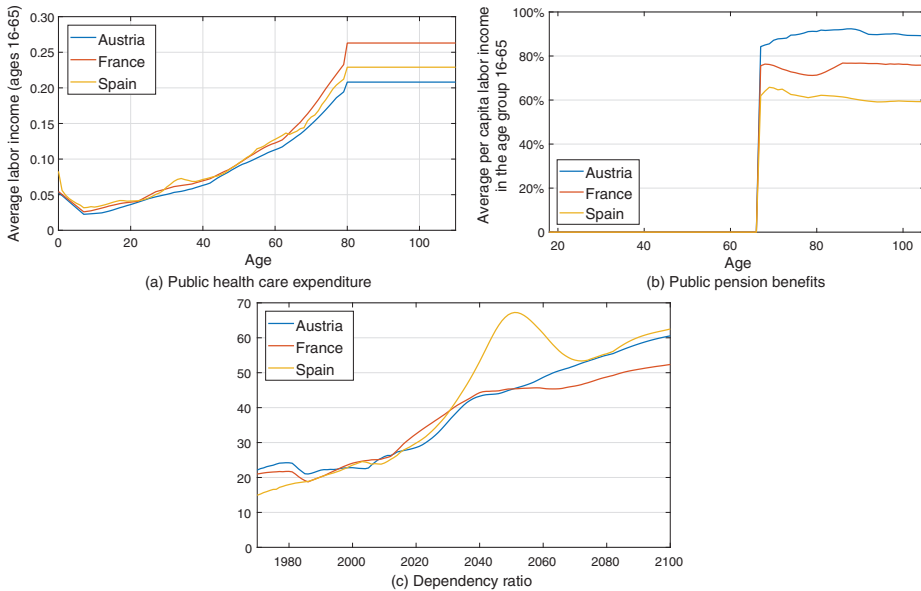 Average labor income (ages 16-65)
0.30
0.25
0.20
0.15
0.10
0.05
0
Austria
France
Spain
0 20 40 60 80 100
Age
(a) Public health care expenditure
Average per capita labor income
in the age group 16-65
100%
80%
60%
40%
20%
0
Austria
France
Spain
20 40 60 80 100
Age
(b) Public pension benefits
70
60
50
40
30
20
10
0
Austria
France
Spain
1980 2000 2020 2040 2060 2080 2100
(c) Dependency ratio